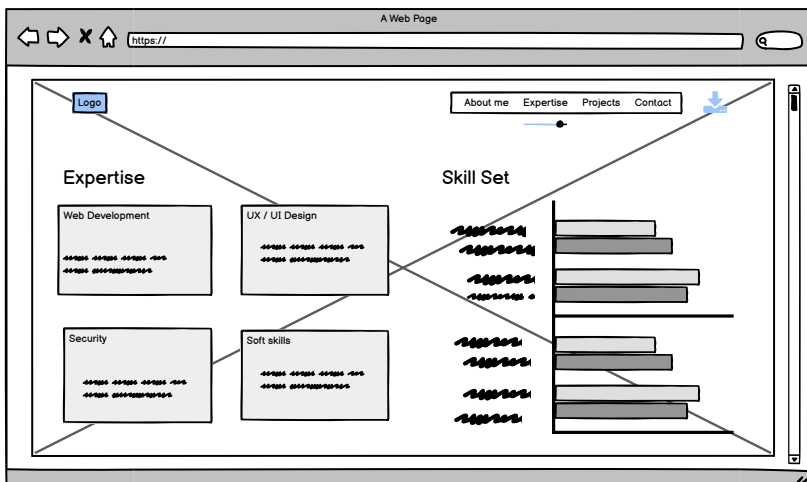 A Web Page
https://
Logo
About me Expertise Projects Contact
Expertise
Skill Set
Web Development
UX / UI Design
Security
Soft skills